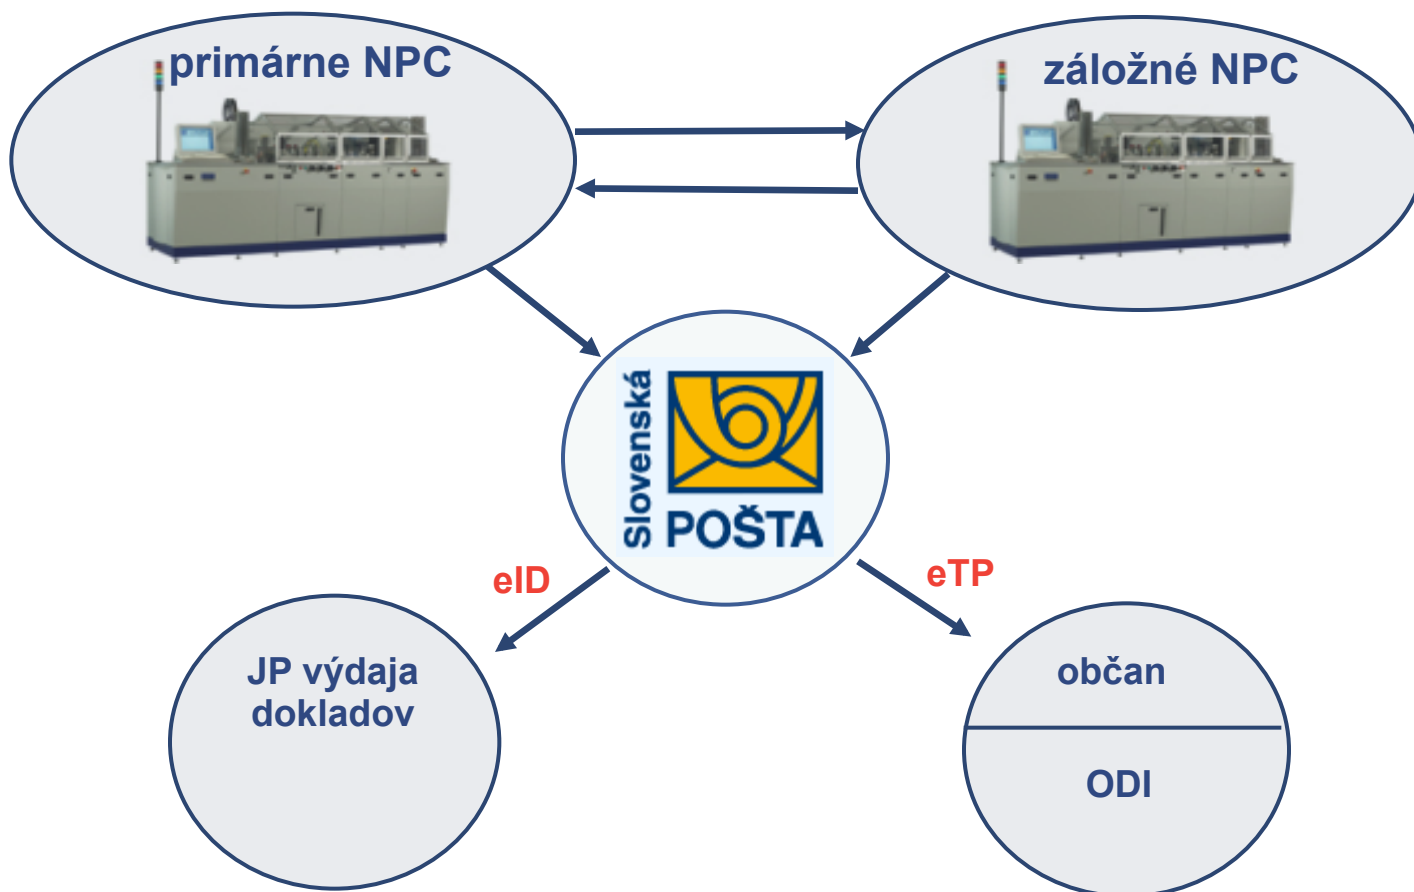 primárne NPC
záložné NPC
Slovenská
POŠTA
eID
eTP
JP výdaja
dokladov
občan
ODI